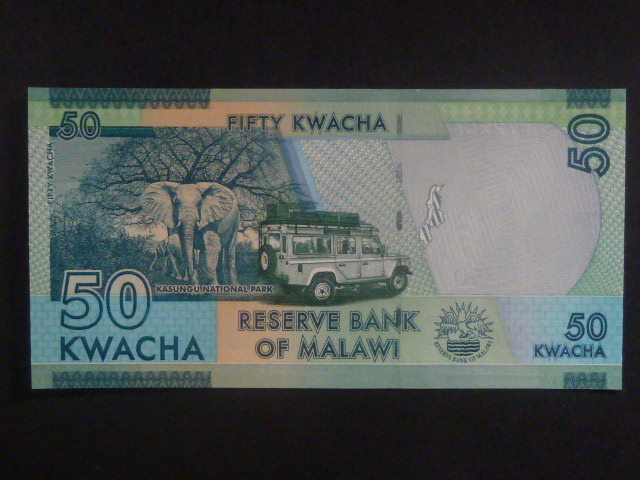 FIFTY KWACHA
50
50
FIFTY KWACHA
KASUNGU NATIONAL PARK
50
KWACHA
RESERVE BANK
OF MALAWI
RESERVE BANK OF MALAWI
50
KWACHA